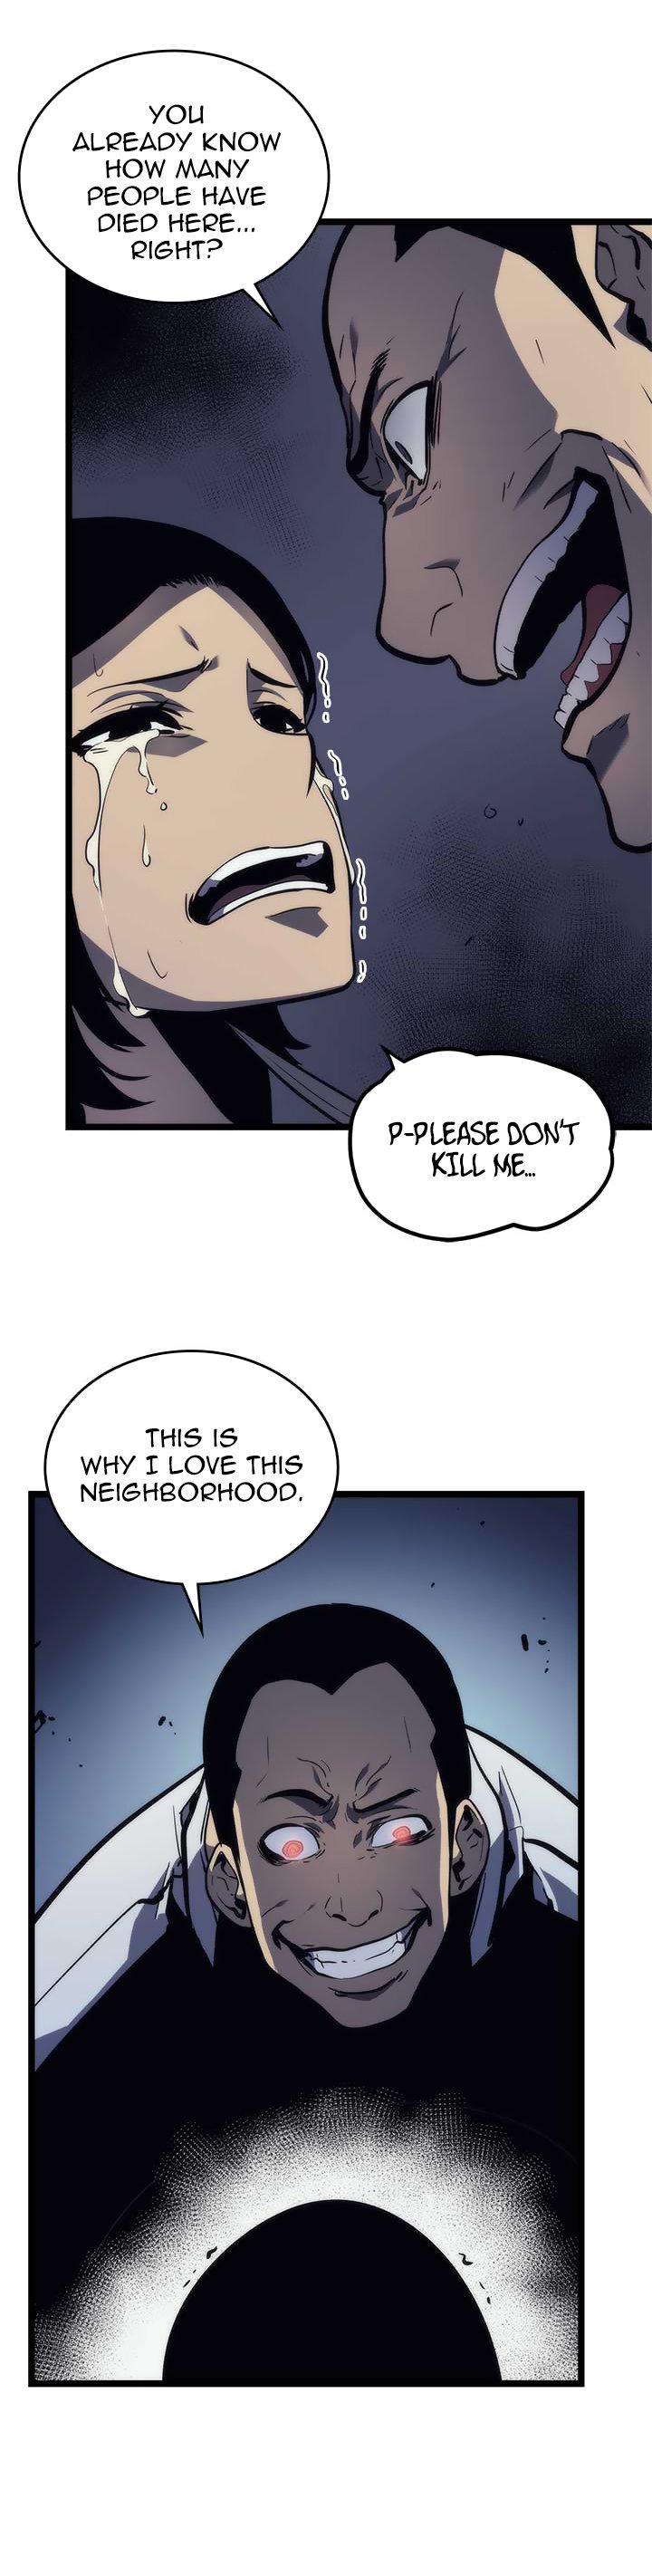 YOU
ALREADY KNOW
HOW MANY
PEOPLE HAVE
DIED HERE...
RIGHT?
P-PLEASE DON'T
KILL ME...
THIS IS
WHY I LOVE THIS
NEIGHBORHOOD.